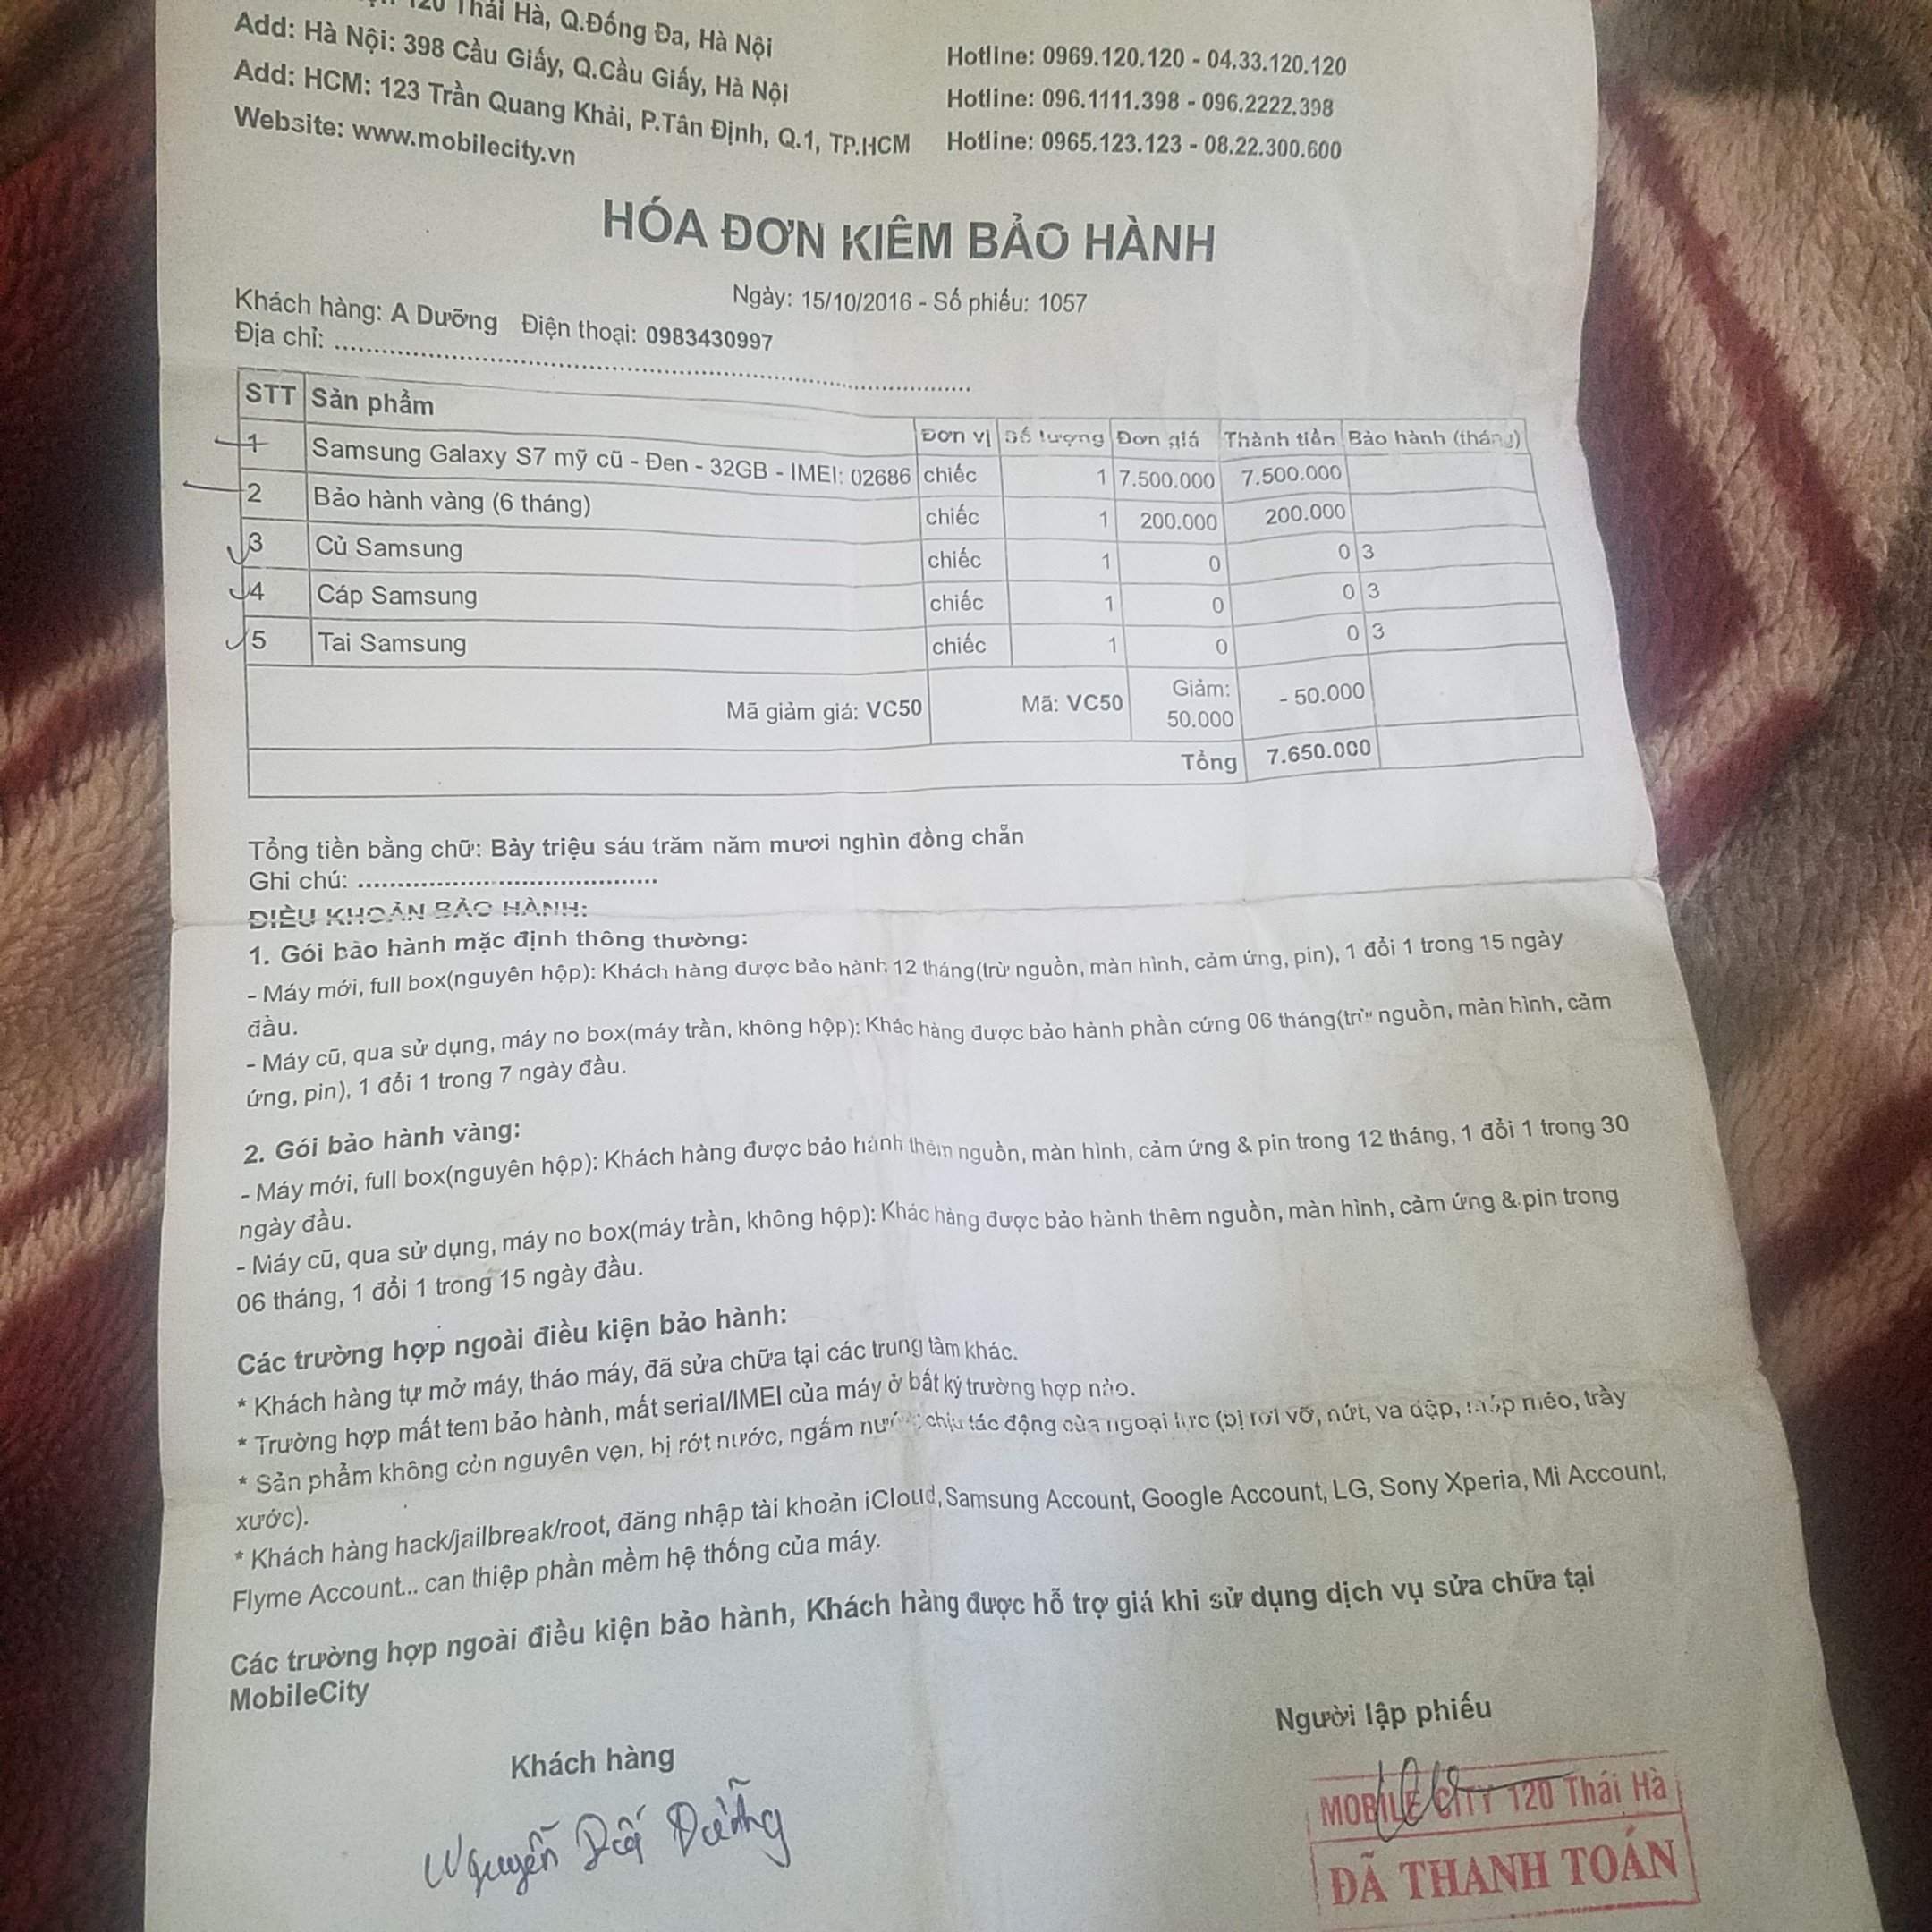 120 Thái Hà, Q.Đống Đa, Hà Nội
Hotline: 0969.120.120 - 04.33.120.120
Add: Hà Nội: 398 Cầu Giấy, Q.Cầu Giấy, Hà Nội
Hotline: 096.1111.398 - 096.2222.398
Add: HCM: 123 Trần Quang Khải, P.Tân Định, Q.1, TP.HCM
Hotline: 0965.123.123 - 08.22.300.600
Website: www.mobilecity.vn
HÓA ĐƠN KIÊM BẢO HÀNH
Ngày: 15/10/2016 - Số phiếu: 1057
Khách hàng: A Dưỡng Điện thoại: 0983430997
Địa chỉ: ........................................................................
STT Sản phẩm Đơn vị Số lượng Đơn giá Thành tiền Bảo hành (tháng)
1 Samsung Galaxy S7 mỹ cũ - Đen - 32GB - IMEI: 02686 chiếc 1 7.500.000 7.500.000
2 Bảo hành vàng (6 tháng) chiếc 1 200.000 200.000
3 Củ Samsung chiếc 1 0 0 3
4 Cáp Samsung chiếc 1 0 0 3
5 Tai Samsung chiếc 1 0 0 3
Mã giảm giá: VC50 Mã: VC50 Giảm: 50.000 - 50.000
Tổng 7.650.000
Tổng tiền bằng chữ: Bảy triệu sáu trăm năm mươi nghìn đồng chẵn
Ghi chú: ......................................
ĐIỀU KHOẢN BẢO HÀNH:
1. Gói bảo hành mặc định thông thường:
- Máy mới, full box(nguyên hộp): Khách hàng được bảo hành 12 tháng(trừ nguồn, màn hình, cảm ứng, pin), 1 đổi 1 trong 15 ngày
đầu.
- Máy cũ, qua sử dụng, máy no box(máy trần, không hộp): Khác hàng được bảo hành phần cứng 06 tháng(trừ nguồn, màn hình, cảm
ứng, pin), 1 đổi 1 trong 7 ngày đầu.
2. Gói bảo hành vàng:
- Máy mới, full box(nguyên hộp): Khách hàng được bảo hành thêm nguồn, màn hình, cảm ứng & pin trong 12 tháng, 1 đổi 1 trong 30
ngày đầu.
- Máy cũ, qua sử dụng, máy no box(máy trần, không hộp): Khác hàng được bảo hành thêm nguồn, màn hình, cảm ứng & pin trong
06 tháng, 1 đổi 1 trong 15 ngày đầu.
Các trường hợp ngoài điều kiện bảo hành:
* Khách hàng tự mở máy, tháo máy, đã sửa chữa tại các trung tâm khác.
* Trường hợp mất tem bảo hành, mất serial/IMEI của máy ở bất kỳ trường hợp nào.
* Sản phẩm không còn nguyên vẹn, bị rớt nước, ngấm nước, chịu tác động của ngoại lực (bị rơi vỡ, nứt, va đập, móp méo, trầy
xước).
* Khách hàng hack/jailbreak/root, đăng nhập tài khoản iCloud, Samsung Account, Google Account, LG, Sony Xperia, Mi Account,
Flyme Account... can thiệp phần mềm hệ thống của máy.
Các trường hợp ngoài điều kiện bảo hành, Khách hàng được hỗ trợ giá khi sử dụng dịch vụ sửa chữa tại
MobileCity
Khách hàng
Người lập phiếu
Nguyễn Dưỡng
MOBILE CITY 120 Thái Hà
ĐÃ THANH TOÁN